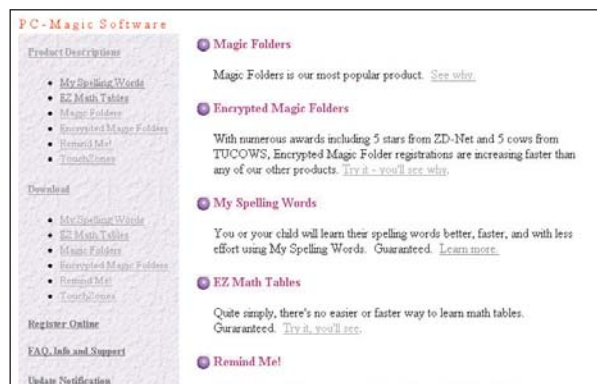 PC-Magic Software
Product Descriptions
My Spelling Words
EZ Math Tables
Magic Folders
Encrypted Magic Folders
Remind Me!
TouchZones
Download
My Spelling Words
EZ Math Tables
Magic Folders
Encrypted Magic Folders
Remind Me!
TouchZones
Register Online
FAQ, Info and Support
Update Notification
Magic Folders
Magic Folders is our most popular product. See why.
Encrypted Magic Folders
With numerous awards including 5 stars from ZD-Net and 5 cows from
TUCOWS, Encrypted Magic Folder registrations are increasing faster than
any of our other products. Try it - you'll see why.
My Spelling Words
You or your child will learn their spelling words better, faster, and with less
effort using My Spelling Words. Guaranteed. Learn more.
EZ Math Tables
Quite simply, there's no easier or faster way to learn math tables.
Guraranteed. Try it, you'll see.
Remind Me!